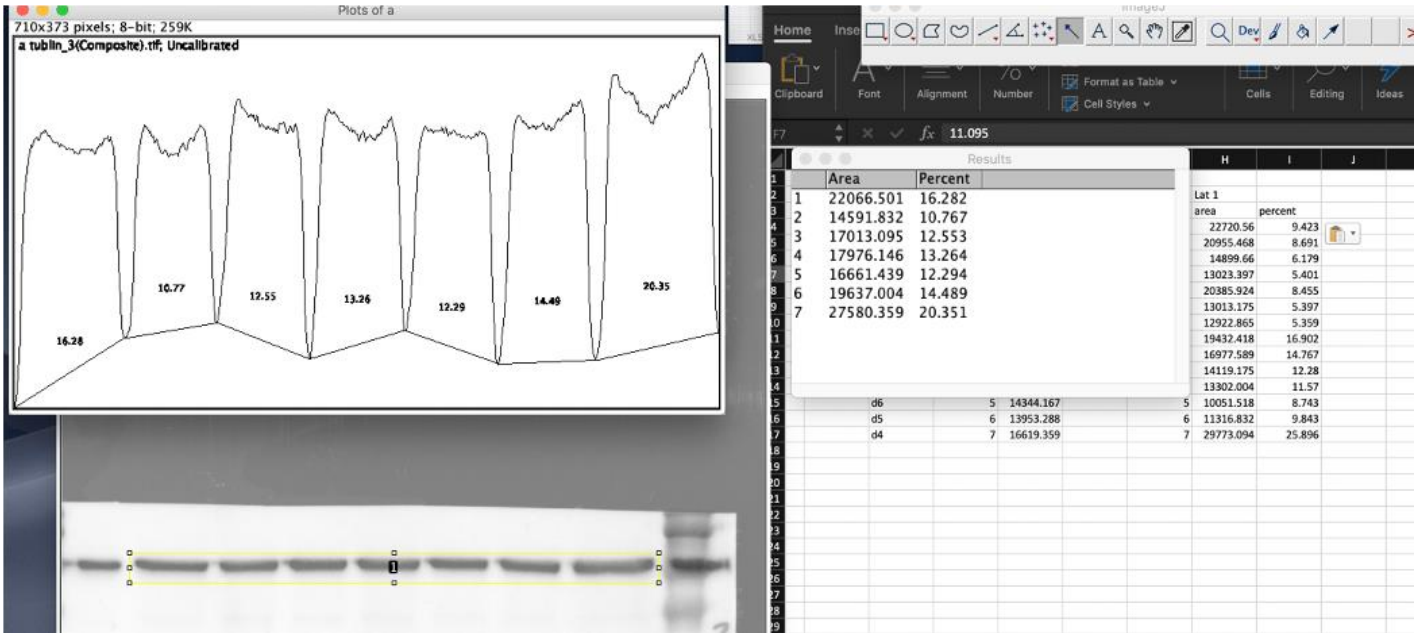 Plots of a
710x373 pixels; 8-bit; 259K
a tublin_3(Composite).tif; Uncalibrated
16.28
10.77
12.55
13.26
12.29
14.49
20.35
1
ImageJ
Dev
Home
Clipboard
Font
Alignment
Number
Format as Table
Cell Styles
Cells
Editing
Ideas
F7
fx 11.095
Results
Area Percent
1 22066.501 16.282
2 14591.832 10.767
3 17013.095 12.553
4 17976.146 13.264
5 16661.439 12.294
6 19637.004 14.489
7 27580.359 20.351
H I J
Lat 1
area percent
22720.56 9.423
20955.468 8.691
14899.66 6.179
13023.397 5.401
20385.924 8.455
13013.175 5.397
12922.865 5.359
19432.418 16.902
16977.589 14.767
14119.175 12.28
13302.004 11.57
d6 5 14344.167 5 10051.518 8.743
d5 6 13953.288 6 11316.832 9.843
d4 7 16619.359 7 29773.094 25.896